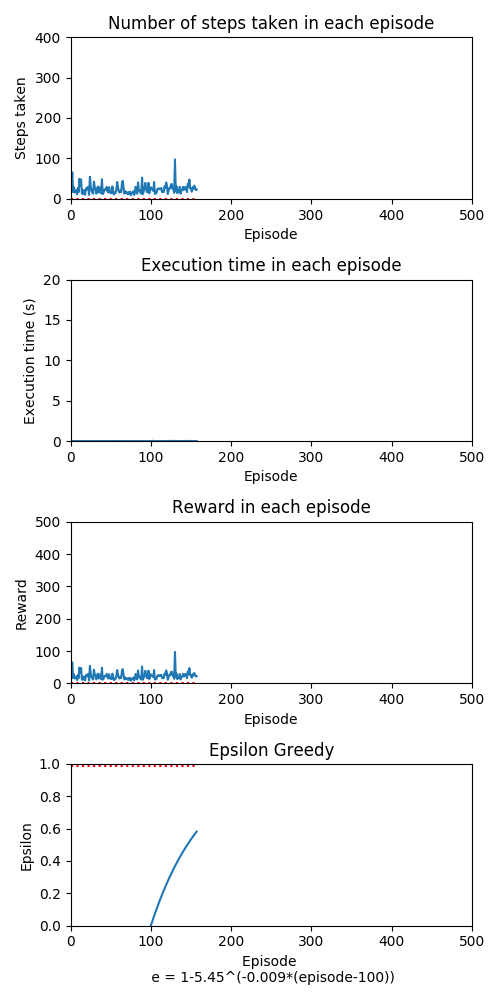 Number of steps taken in each episode
400
300
200
100
0
Steps taken
0 100 200 300 400 500
Episode
Execution time in each episode
20
15
10
5
0
Execution time (s)
0 100 200 300 400 500
Episode
Reward in each episode
500
400
300
200
100
0
Reward
0 100 200 300 400 500
Episode
Epsilon Greedy
1.0
0.8
0.6
0.4
0.2
0.0
Epsilon
0 100 200 300 400 500
Episode
e = 1-5.45^(-0.009*(episode-100))